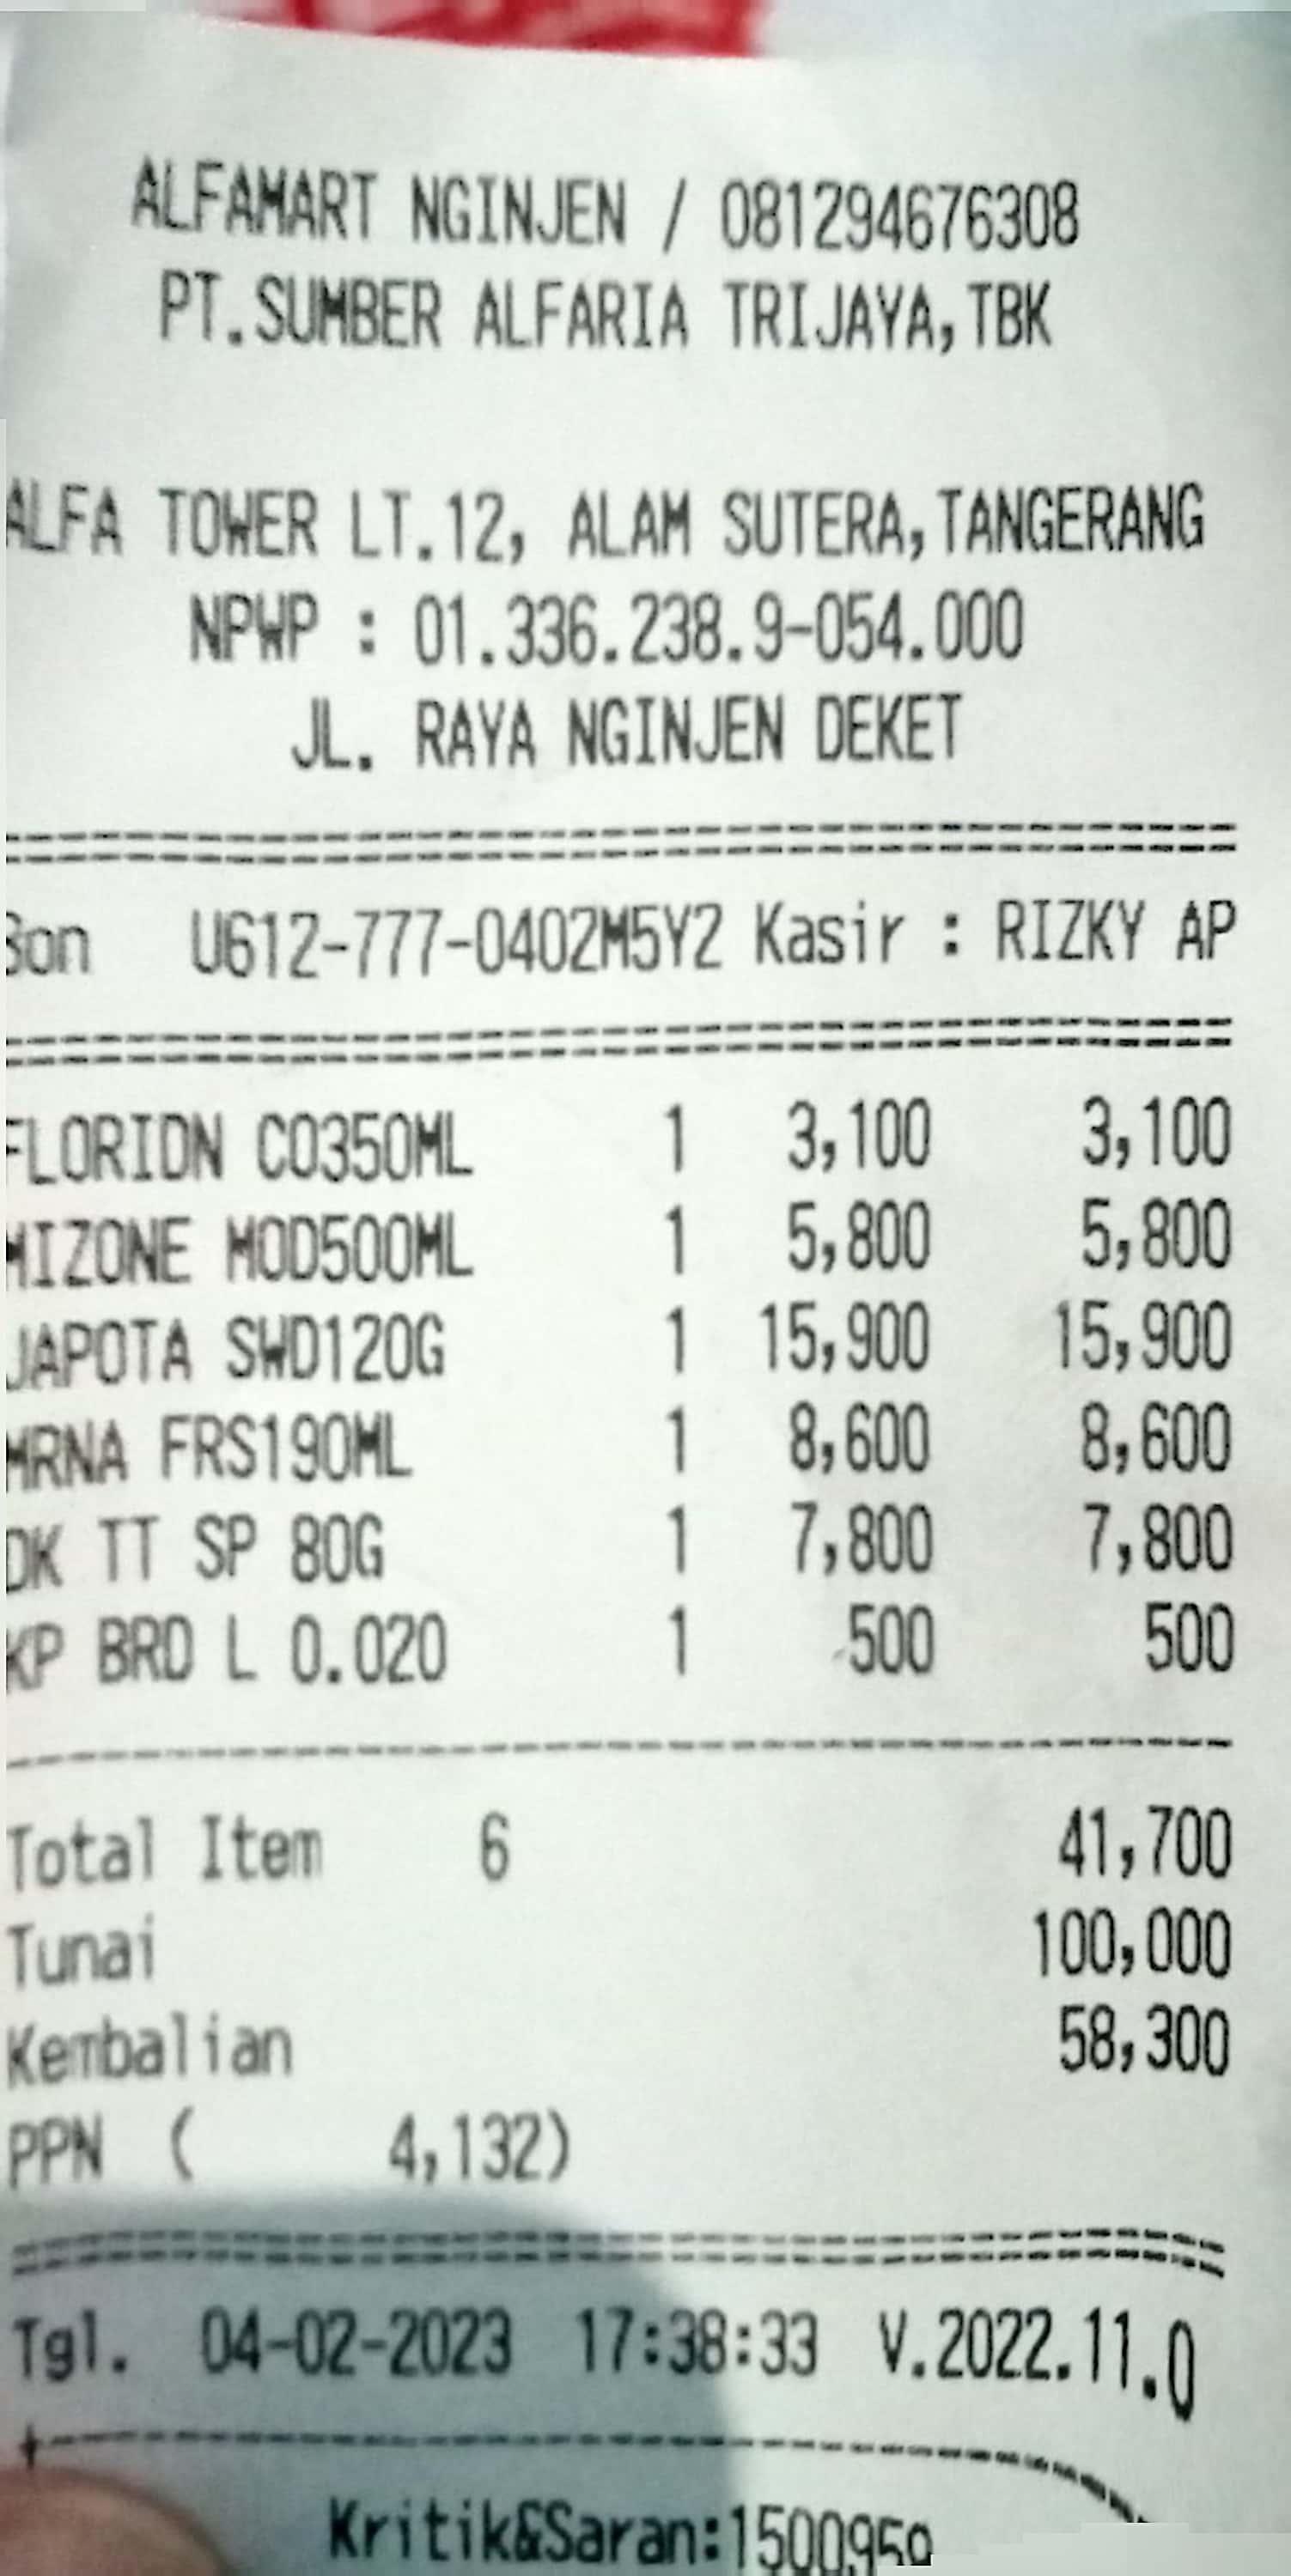 ALFAMART NGINJEN / 081294676308
PT.SUMBER ALFARIA TRIJAYA,TBK
ALFA TOWER LT.12, ALAM SUTERA,TANGERANG
NPWP : 01.336.238.9-054.000
JL. RAYA NGINJEN DEKET
Bon U612-777-0402M5Y2 Kasir : RIZKY AP
FLORIDN CO350ML 1 3,100 3,100
MIZONE MOD500ML 1 5,800 5,800
JAPOTA SWD120G 1 15,900 15,900
MRNA FRS190ML 1 8,600 8,600
DK TT SP 80G 1 7,800 7,800
KP BRD L 0.020 1 500 500
Total Item 6 41,700
Tunai 100,000
Kembalian 58,300
PPN ( 4,132)
Tgl. 04-02-2023 17:38:33 V.2022.11.0
Kritik&Saran:1500959